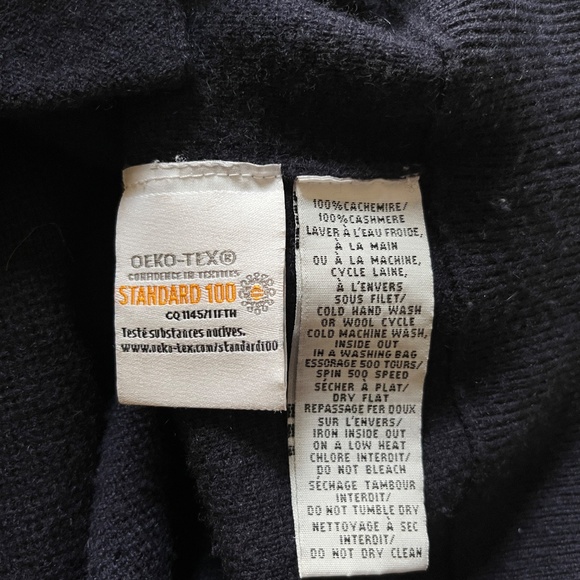 OEKO-TEX®
CONFIDENCE IN TEXTILES
STANDARD 100
CQ 1145/1 IFTH
Testé substances nocives.
www.oeko-tex.com/standard100
100% CACHEMIRE/
100% CASHMERE
LAVER À L'EAU FROIDE,
À LA MAIN
OU À LA MACHINE,
CYCLE LAINE,
À L'ENVERS
SOUS FILET/
COLD HAND WASH
OR WOOL CYCLE
COLD MACHINE WASH,
INSIDE OUT
IN A WASHING BAG
ESSORAGE 500 TOURS/
SPIN 500 SPEED
SÉCHER À PLAT/
DRY FLAT
REPASSAGE FER DOUX
SUR L'ENVERS/
IRON INSIDE OUT
ON A LOW HEAT
CHLORE INTERDIT/
DO NOT BLEACH
SÉCHAGE TAMBOUR
INTERDIT/
DO NOT TUMBLE DRY
NETTOYAGE À SEC
INTERDIT/
DO NOT DRY CLEAN